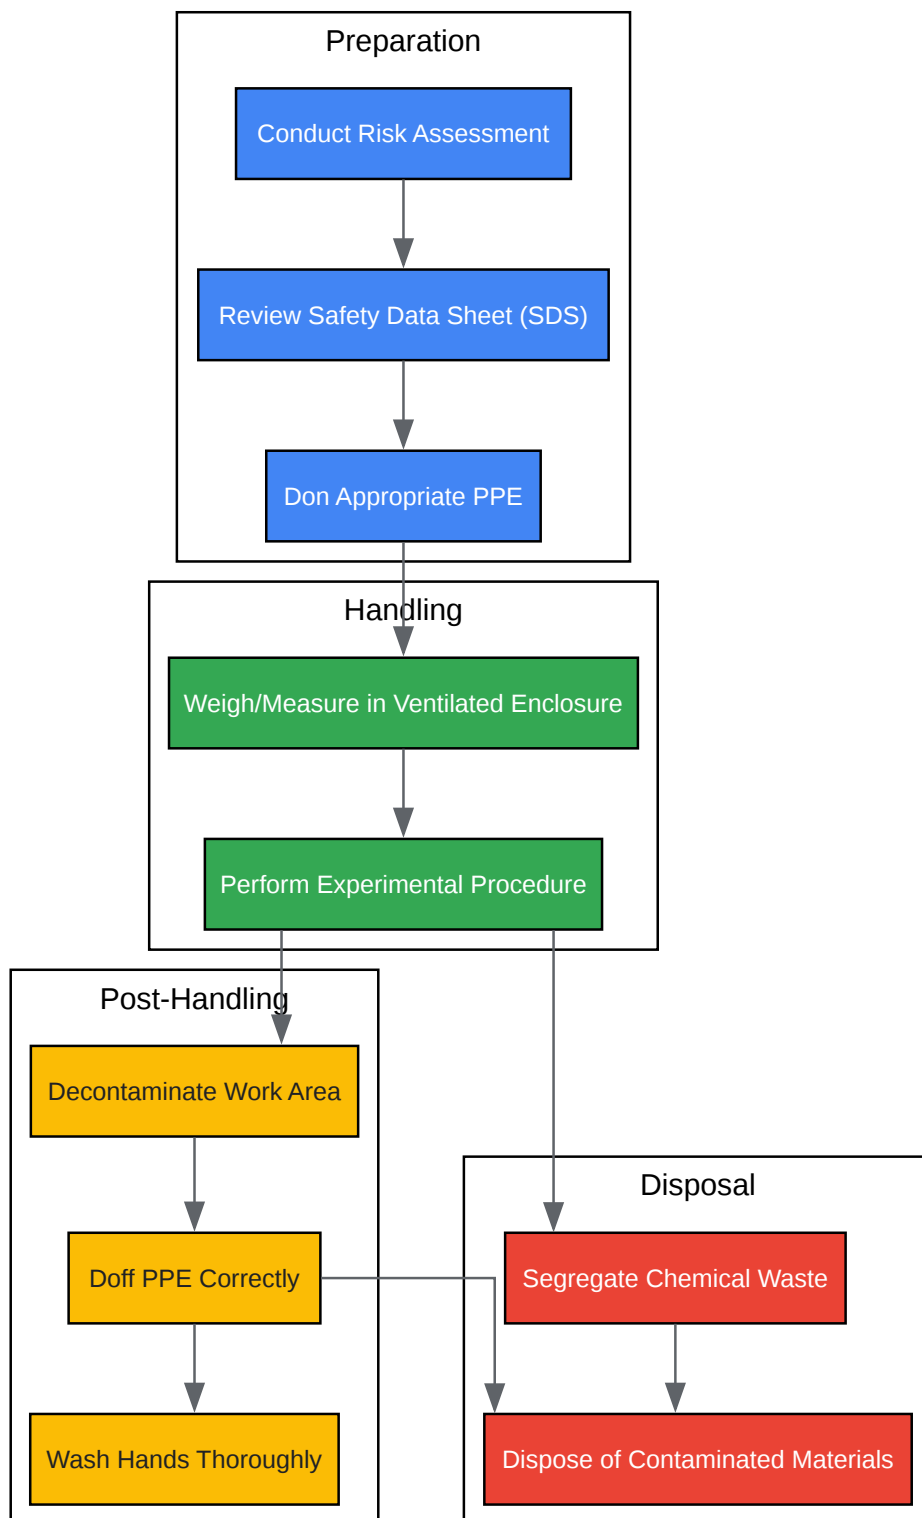 Preparation
Conduct Risk Assessment
Review Safety Data Sheet (SDS)
Don Appropriate PPE
Handling
Weigh/Measure in Ventilated Enclosure
Perform Experimental Procedure
Post-Handling
Decontaminate Work Area
Doff PPE Correctly
Wash Hands Thoroughly
Disposal
Segregate Chemical Waste
Dispose of Contaminated Materials